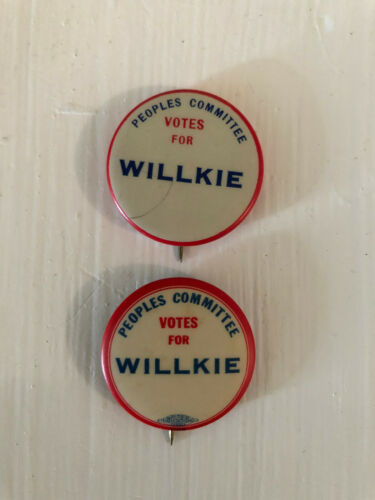 PEOPLES COMMITTEE
VOTES
FOR
WILLKIE
PEOPLES COMMITTEE
VOTES
FOR
WILLKIE